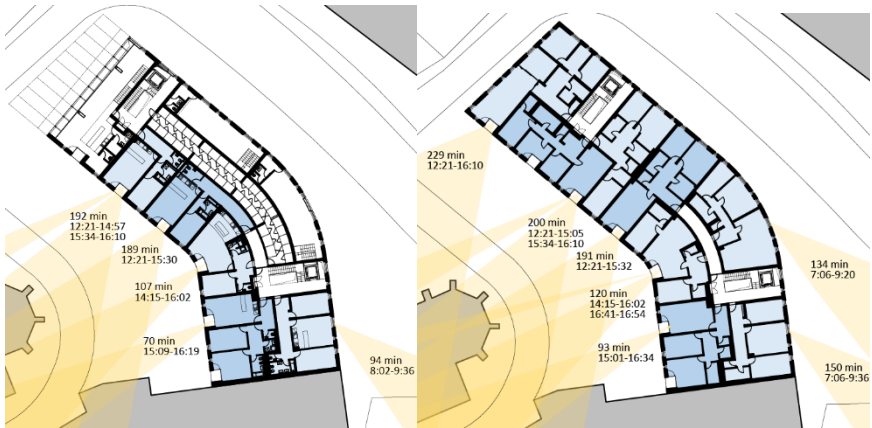 192 min
12:21-14:57
15:34-16:10
189 min
12:21-15:30
107 min
14:15-16:02
70 min
15:09-16:19
94 min
8:02-9:36
229 min
12:21-16:10
200 min
12:21-15:05
15:34-16:10
191 min
12:21-15:32
120 min
14:15-16:02
16:41-16:54
93 min
15:01-16:34
134 min
7:06-9:20
150 min
7:06-9:36